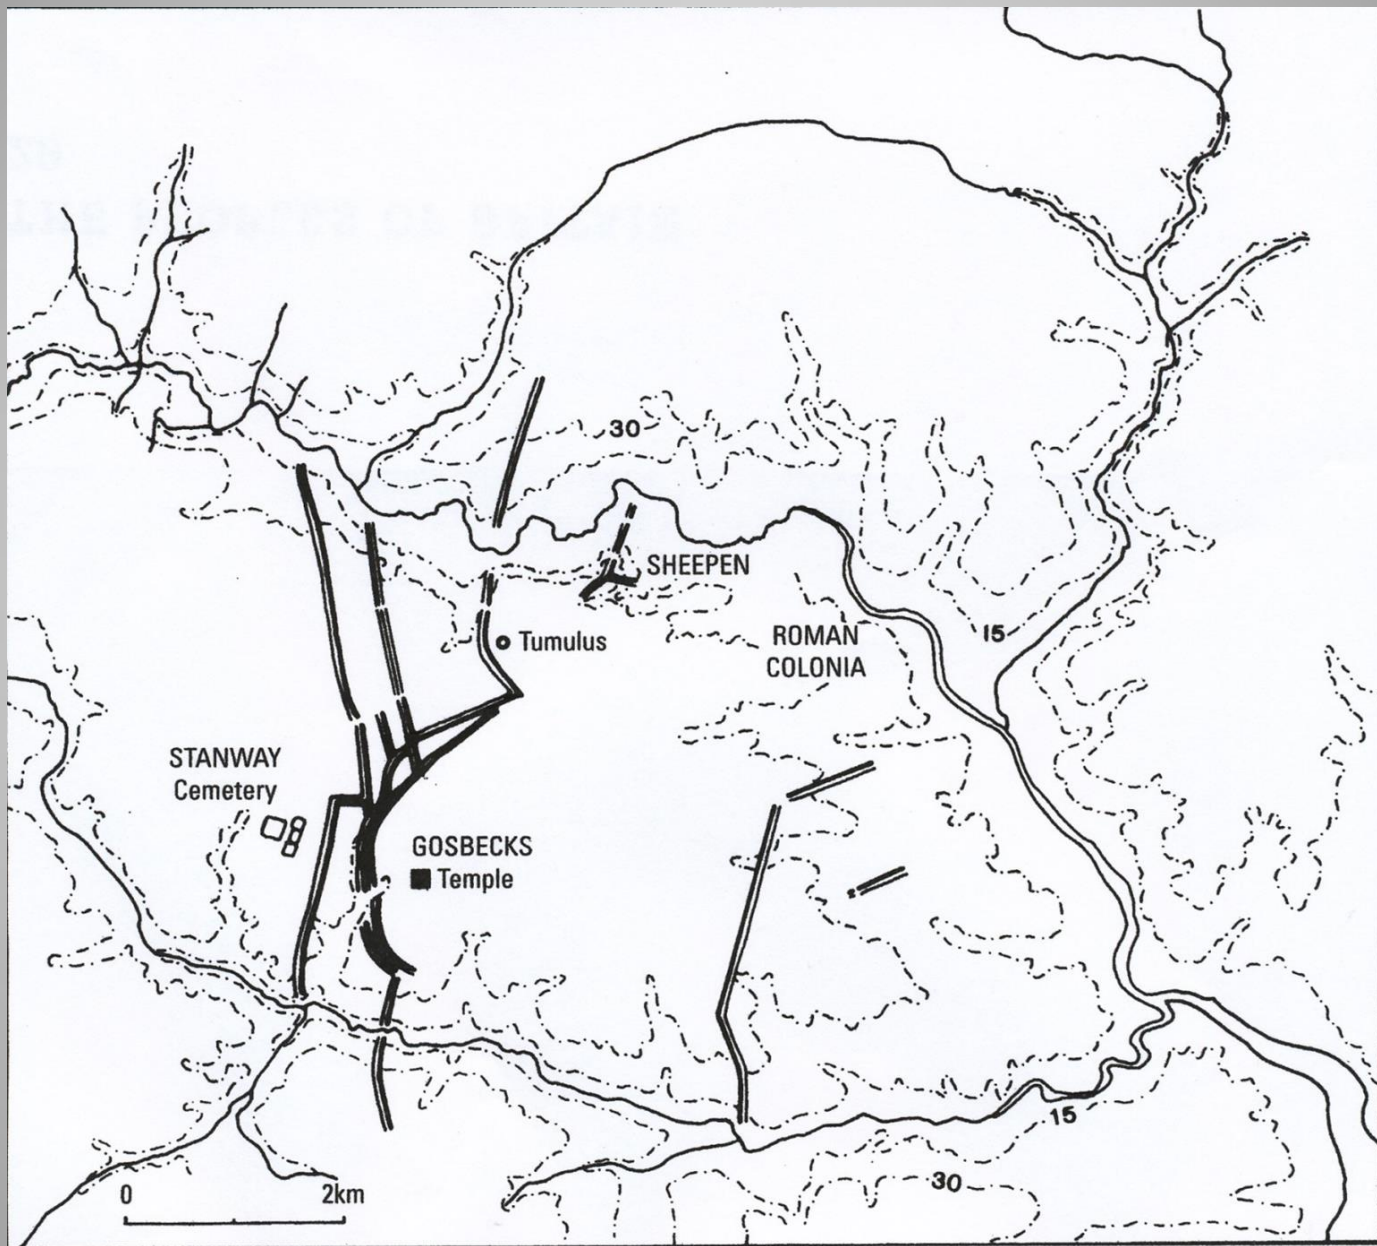 30
SHEEPEN
15
Tumulus
ROMAN
COLONIA
STANWAY
Cemetery
GOSBECKS
Temple
15
30
0 2km